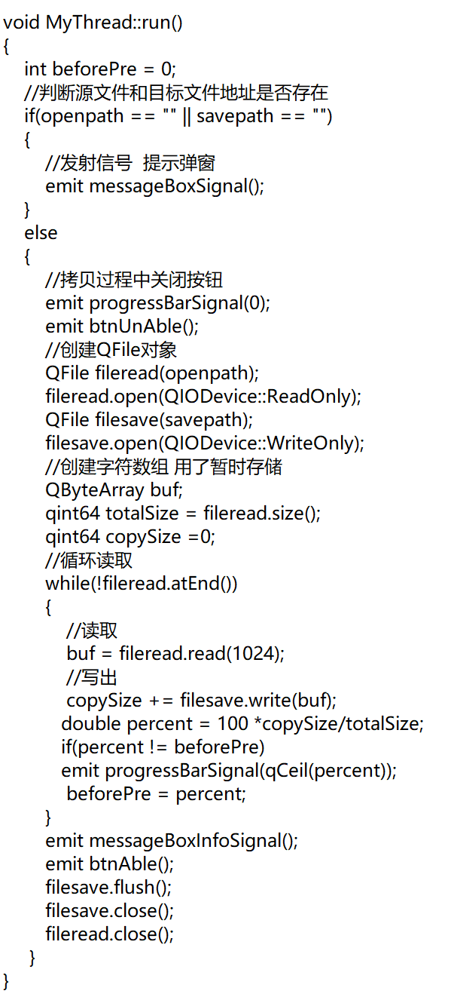 void MyThread::run()
{
    int beforePre = 0;
    //判断源文件和目标文件地址是否存在
    if(openpath == "" || savepath == "")
    {
        //发射信号  提示弹窗
        emit messageBoxSignal();
    }
    else
    {
        //拷贝过程中关闭按钮
        emit progressBarSignal(0);
        emit btnUnAble();
        //创建QFile对象
        QFile fileread(openpath);
        fileread.open(QIODevice::ReadOnly);
        QFile filesave(savepath);
        filesave.open(QIODevice::WriteOnly);
        //创建字符数组 用了暂时存储
        QByteArray buf;
        qint64 totalSize = fileread.size();
        qint64 copySize =0;
        //循环读取
        while(!fileread.atEnd())
        {
            //读取
            buf = fileread.read(1024);
            //写出
            copySize += filesave.write(buf);
           double percent = 100 *copySize/totalSize;
           if(percent != beforePre)
           emit progressBarSignal(qCeil(percent));
            beforePre = percent;
        }
        emit messageBoxInfoSignal();
        emit btnAble();
        filesave.flush();
        filesave.close();
        fileread.close();
     }
}